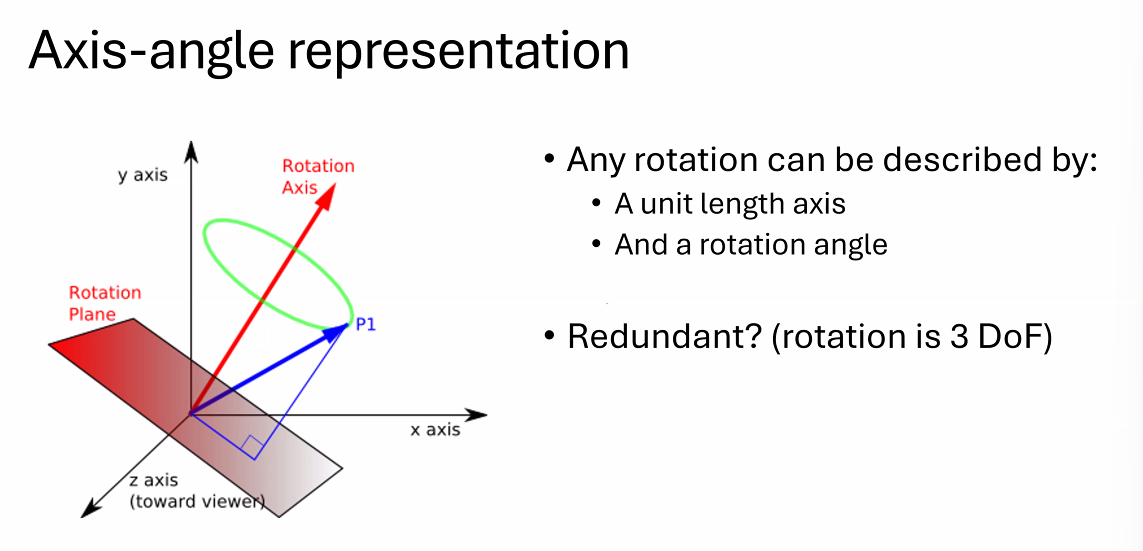 Axis-angle representation
y axis
Rotation
Axis
Rotation
Plane
P1
x axis
z axis
(toward viewer)
• Any rotation can be described by:
• A unit length axis
• And a rotation angle
• Redundant? (rotation is 3 DoF)